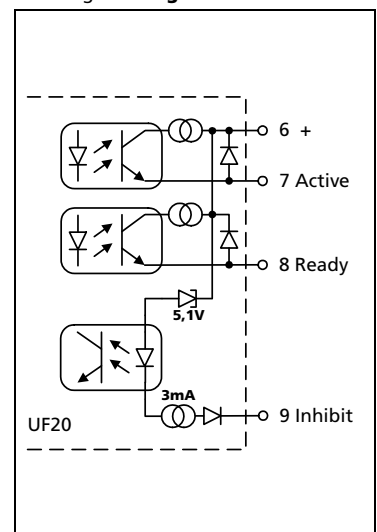 6 +
7 Active
8 Ready
5,1V
3mA
9 Inhibit
UF20